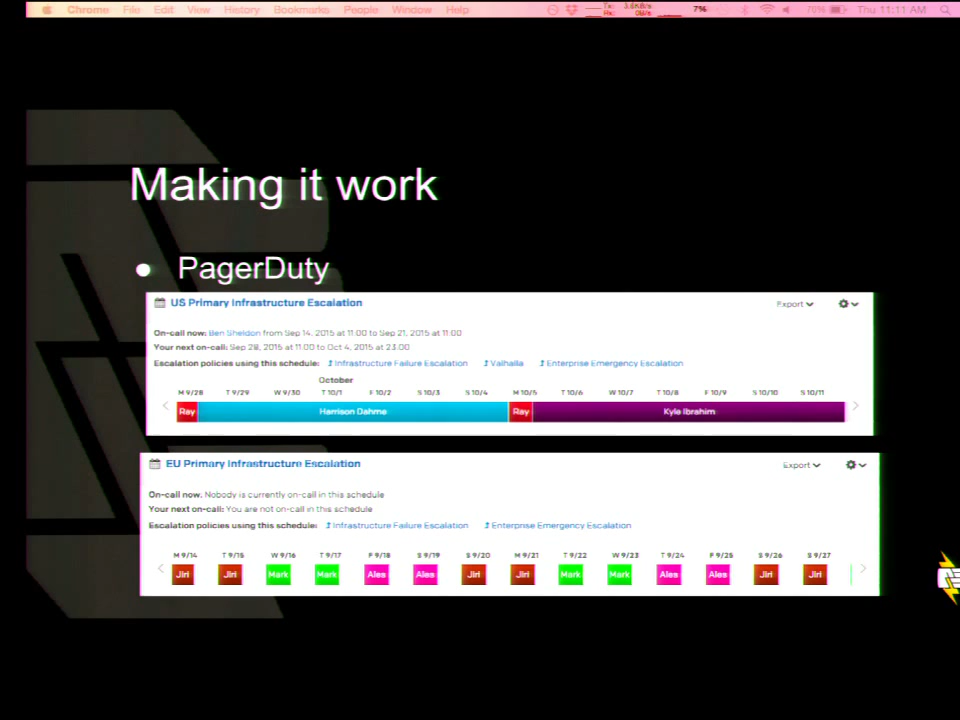 Chrome File Edit View History Bookmarks People Window Help 7% Thu 11:11 AM
Making it work
● PagerDuty
US Primary Infrastructure Escalation Export
On-call now: Ben Sheldon from Sep 14, 2015 at 11:00 to Sep 21, 2015 at 11:00
Your next on-call: Sep 28, 2015 at 11:00 to Oct 4, 2015 at 23:00
Escalation policies using this schedule: Infrastructure Failure Escalation Valhalla Enterprise Emergency Escalation
October
M 9/28 T 9/29 W 9/30 T 10/1 F 10/2 S 10/3 S 10/4 M 10/5 T 10/6 W 10/7 T 10/8 F 10/9 S 10/10 S 10/11
Ray Harrison Dahme Ray Kyle Ibrahim
EU Primary Infrastructure Escalation Export
On-call now: Nobody is currently on-call in this schedule
Your next on-call: You are not on-call in this schedule
Escalation policies using this schedule: Infrastructure Failure Escalation Enterprise Emergency Escalation
M 9/14 T 9/15 W 9/16 T 9/17 F 9/18 S 9/19 S 9/20 M 9/21 T 9/22 W 9/23 T 9/24 F 9/25 S 9/26 S 9/27
Jiri Jiri Mark Mark Ales Ales Jiri Jiri Mark Mark Ales Ales Jiri Jiri